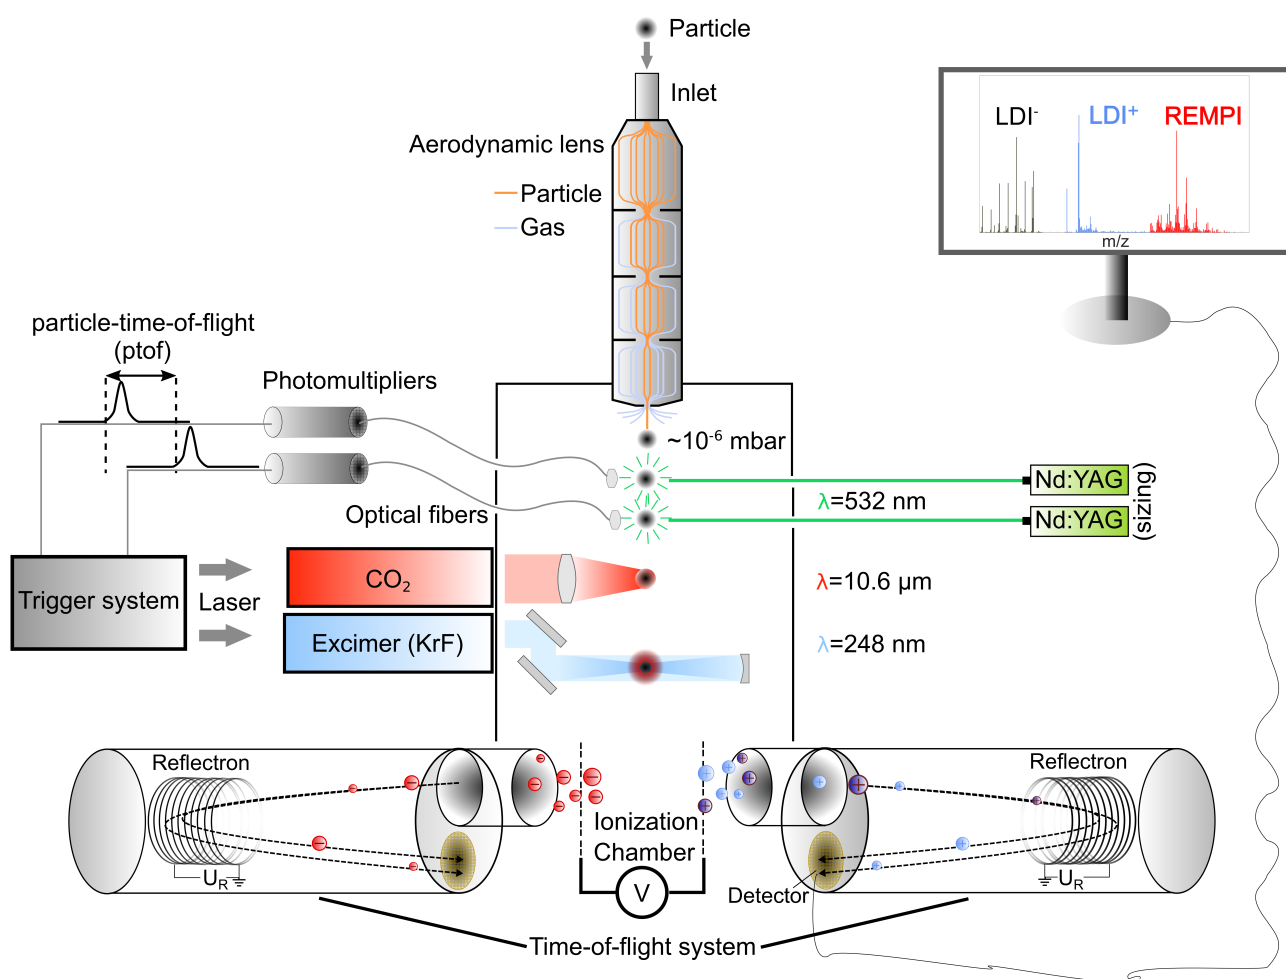 Particle
Inlet
Aerodynamic lens
Particle
Gas
LDI⁻
LDI⁺
REMPI
m/z
particle-time-of-flight
(ptof)
Photomultipliers
~10⁻⁶ mbar
Nd:YAG
λ=532 nm
Nd:YAG
(sizing)
Optical fibers
Trigger system
Laser
CO₂
λ=10.6 µm
Excimer (KrF)
λ=248 nm
Reflectron
Reflectron
Ionization
Chamber
U_R
V
Detector
U_R
Time-of-flight system